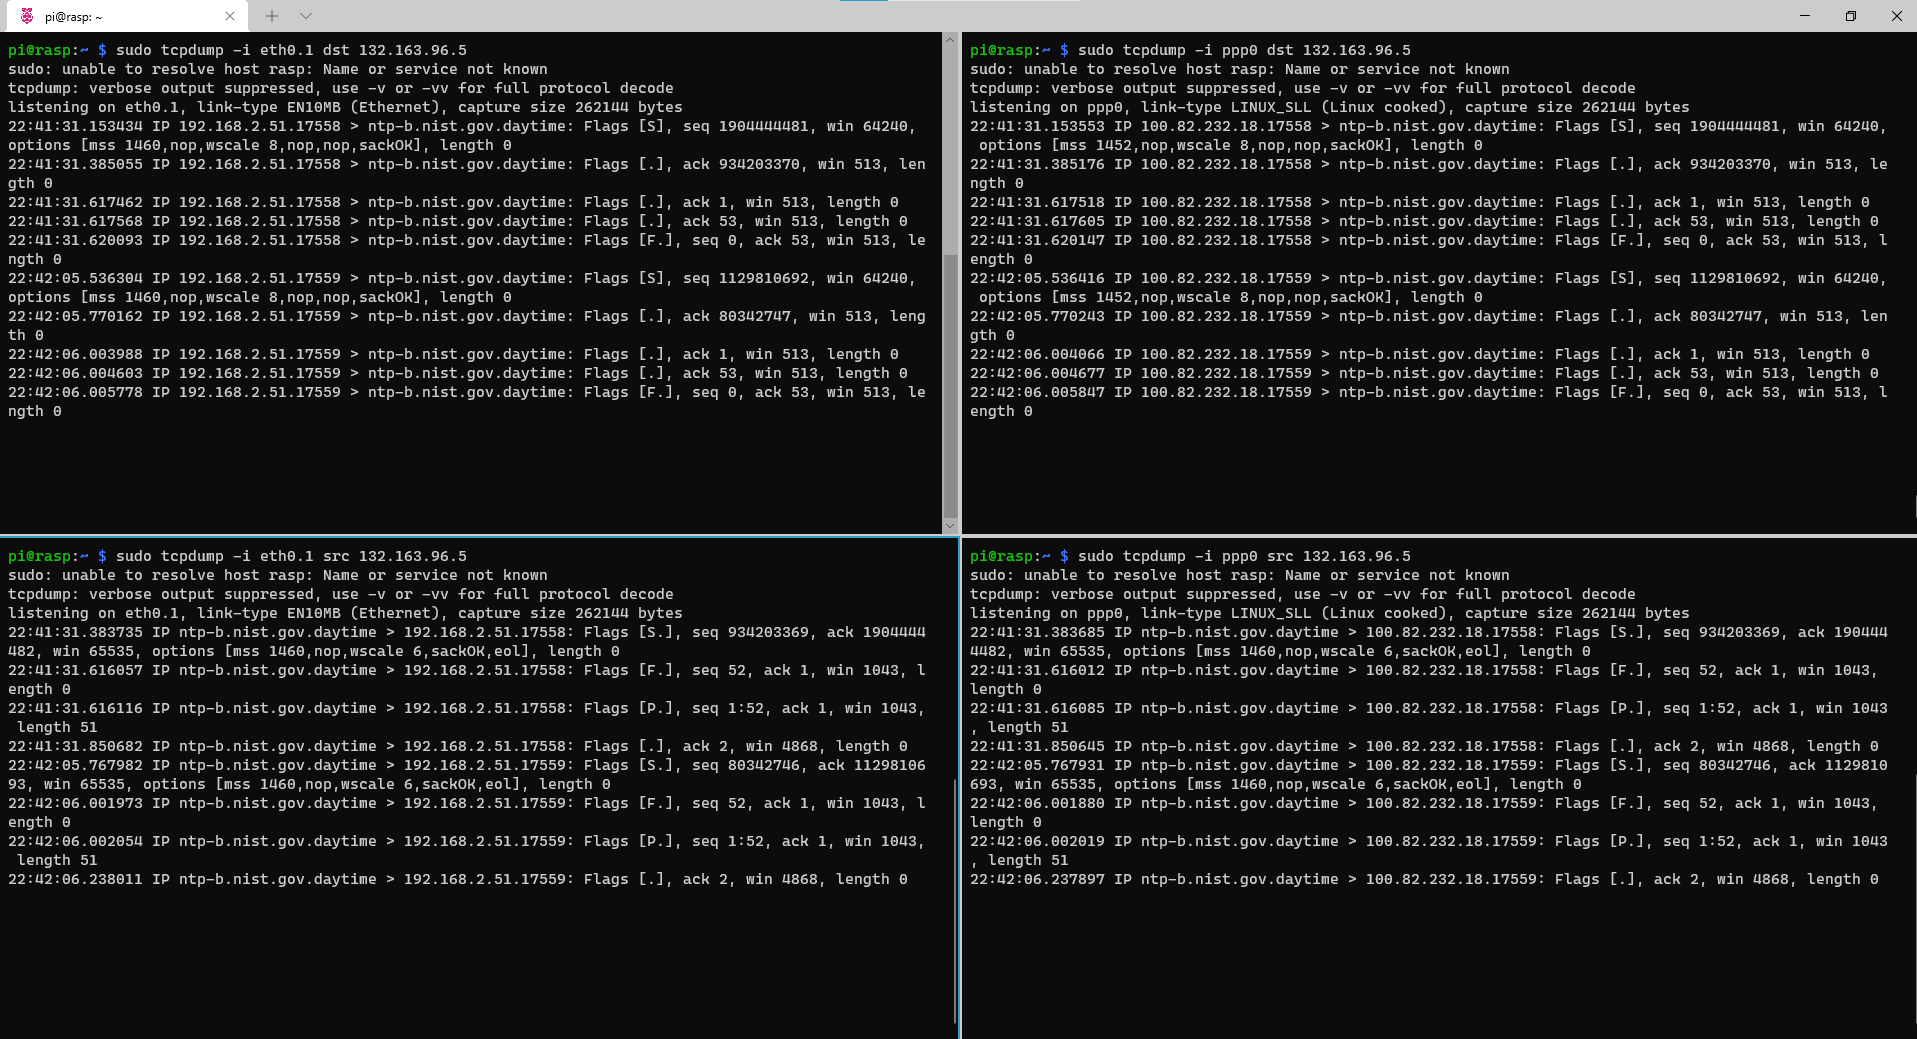 pi@rasp: ~
pi@rasp:~ $ sudo tcpdump -i eth0.1 dst 132.163.96.5
sudo: unable to resolve host rasp: Name or service not known
tcpdump: verbose output suppressed, use -v or -vv for full protocol decode
listening on eth0.1, link-type EN10MB (Ethernet), capture size 262144 bytes
22:41:31.153434 IP 192.168.2.51.17558 > ntp-b.nist.gov.daytime: Flags [S], seq 1904444481, win 64240,
options [mss 1460,nop,wscale 8,nop,nop,sackOK], length 0
22:41:31.385055 IP 192.168.2.51.17558 > ntp-b.nist.gov.daytime: Flags [.], ack 934203370, win 513, len
gth 0
22:41:31.617462 IP 192.168.2.51.17558 > ntp-b.nist.gov.daytime: Flags [.], ack 1, win 513, length 0
22:41:31.617568 IP 192.168.2.51.17558 > ntp-b.nist.gov.daytime: Flags [.], ack 53, win 513, length 0
22:41:31.620093 IP 192.168.2.51.17558 > ntp-b.nist.gov.daytime: Flags [F.], seq 0, ack 53, win 513, le
ngth 0
22:42:05.536304 IP 192.168.2.51.17559 > ntp-b.nist.gov.daytime: Flags [S], seq 1129810692, win 64240,
options [mss 1460,nop,wscale 8,nop,nop,sackOK], length 0
22:42:05.770162 IP 192.168.2.51.17559 > ntp-b.nist.gov.daytime: Flags [.], ack 80342747, win 513, leng
th 0
22:42:06.003988 IP 192.168.2.51.17559 > ntp-b.nist.gov.daytime: Flags [.], ack 1, win 513, length 0
22:42:06.004603 IP 192.168.2.51.17559 > ntp-b.nist.gov.daytime: Flags [.], ack 53, win 513, length 0
22:42:06.005778 IP 192.168.2.51.17559 > ntp-b.nist.gov.daytime: Flags [F.], seq 0, ack 53, win 513, le
ngth 0
pi@rasp:~ $ sudo tcpdump -i ppp0 dst 132.163.96.5
sudo: unable to resolve host rasp: Name or service not known
tcpdump: verbose output suppressed, use -v or -vv for full protocol decode
listening on ppp0, link-type LINUX_SLL (Linux cooked), capture size 262144 bytes
22:41:31.153553 IP 100.82.232.18.17558 > ntp-b.nist.gov.daytime: Flags [S], seq 1904444481, win 64240,
 options [mss 1452,nop,wscale 8,nop,nop,sackOK], length 0
22:41:31.385176 IP 100.82.232.18.17558 > ntp-b.nist.gov.daytime: Flags [.], ack 934203370, win 513, le
ngth 0
22:41:31.617518 IP 100.82.232.18.17558 > ntp-b.nist.gov.daytime: Flags [.], ack 1, win 513, length 0
22:41:31.617605 IP 100.82.232.18.17558 > ntp-b.nist.gov.daytime: Flags [.], ack 53, win 513, length 0
22:41:31.620147 IP 100.82.232.18.17558 > ntp-b.nist.gov.daytime: Flags [F.], seq 0, ack 53, win 513, l
ength 0
22:42:05.536416 IP 100.82.232.18.17559 > ntp-b.nist.gov.daytime: Flags [S], seq 1129810692, win 64240,
 options [mss 1452,nop,wscale 8,nop,nop,sackOK], length 0
22:42:05.770243 IP 100.82.232.18.17559 > ntp-b.nist.gov.daytime: Flags [.], ack 80342747, win 513, len
gth 0
22:42:06.004066 IP 100.82.232.18.17559 > ntp-b.nist.gov.daytime: Flags [.], ack 1, win 513, length 0
22:42:06.004677 IP 100.82.232.18.17559 > ntp-b.nist.gov.daytime: Flags [.], ack 53, win 513, length 0
22:42:06.005847 IP 100.82.232.18.17559 > ntp-b.nist.gov.daytime: Flags [F.], seq 0, ack 53, win 513, l
ength 0
pi@rasp:~ $ sudo tcpdump -i eth0.1 src 132.163.96.5
sudo: unable to resolve host rasp: Name or service not known
tcpdump: verbose output suppressed, use -v or -vv for full protocol decode
listening on eth0.1, link-type EN10MB (Ethernet), capture size 262144 bytes
22:41:31.383735 IP ntp-b.nist.gov.daytime > 192.168.2.51.17558: Flags [S.], seq 934203369, ack 1904444
482, win 65535, options [mss 1460,nop,wscale 6,sackOK,eol], length 0
22:41:31.616057 IP ntp-b.nist.gov.daytime > 192.168.2.51.17558: Flags [F.], seq 52, ack 1, win 1043, l
ength 0
22:41:31.616116 IP ntp-b.nist.gov.daytime > 192.168.2.51.17558: Flags [P.], seq 1:52, ack 1, win 1043,
 length 51
22:41:31.850682 IP ntp-b.nist.gov.daytime > 192.168.2.51.17558: Flags [.], ack 2, win 4868, length 0
22:42:05.767982 IP ntp-b.nist.gov.daytime > 192.168.2.51.17559: Flags [S.], seq 80342746, ack 11298106
93, win 65535, options [mss 1460,nop,wscale 6,sackOK,eol], length 0
22:42:06.001973 IP ntp-b.nist.gov.daytime > 192.168.2.51.17559: Flags [F.], seq 52, ack 1, win 1043, l
ength 0
22:42:06.002054 IP ntp-b.nist.gov.daytime > 192.168.2.51.17559: Flags [P.], seq 1:52, ack 1, win 1043,
 length 51
22:42:06.238011 IP ntp-b.nist.gov.daytime > 192.168.2.51.17559: Flags [.], ack 2, win 4868, length 0
pi@rasp:~ $ sudo tcpdump -i ppp0 src 132.163.96.5
sudo: unable to resolve host rasp: Name or service not known
tcpdump: verbose output suppressed, use -v or -vv for full protocol decode
listening on ppp0, link-type LINUX_SLL (Linux cooked), capture size 262144 bytes
22:41:31.383685 IP ntp-b.nist.gov.daytime > 100.82.232.18.17558: Flags [S.], seq 934203369, ack 190444
4482, win 65535, options [mss 1460,nop,wscale 6,sackOK,eol], length 0
22:41:31.616012 IP ntp-b.nist.gov.daytime > 100.82.232.18.17558: Flags [F.], seq 52, ack 1, win 1043,
length 0
22:41:31.616085 IP ntp-b.nist.gov.daytime > 100.82.232.18.17558: Flags [P.], seq 1:52, ack 1, win 1043
, length 51
22:41:31.850645 IP ntp-b.nist.gov.daytime > 100.82.232.18.17558: Flags [.], ack 2, win 4868, length 0
22:42:05.767931 IP ntp-b.nist.gov.daytime > 100.82.232.18.17559: Flags [S.], seq 80342746, ack 1129810
693, win 65535, options [mss 1460,nop,wscale 6,sackOK,eol], length 0
22:42:06.001880 IP ntp-b.nist.gov.daytime > 100.82.232.18.17559: Flags [F.], seq 52, ack 1, win 1043,
length 0
22:42:06.002019 IP ntp-b.nist.gov.daytime > 100.82.232.18.17559: Flags [P.], seq 1:52, ack 1, win 1043
, length 51
22:42:06.237897 IP ntp-b.nist.gov.daytime > 100.82.232.18.17559: Flags [.], ack 2, win 4868, length 0